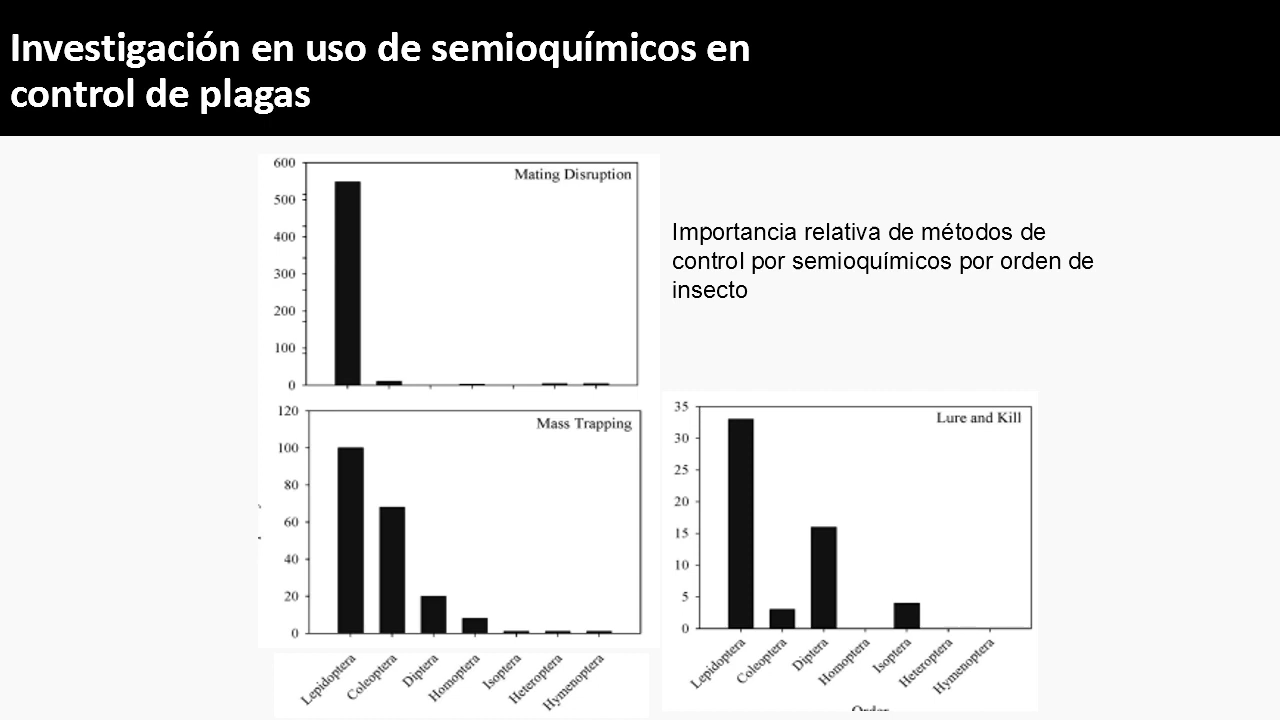 Investigación en uso de semioquímicos en
control de plagas
600
500
400
300
200
100
0
Mating Disruption
Importancia relativa de métodos de
control por semioquímicos por orden de
insecto
120
100
80
60
40
20
0
Mass Trapping
Lepidoptera
Coleoptera
Diptera
Homoptera
Isoptera
Heteroptera
Hymenoptera
35
30
25
20
15
10
5
0
Lure and Kill
Lepidoptera
Coleoptera
Diptera
Homoptera
Isoptera
Heteroptera
Hymenoptera
Order